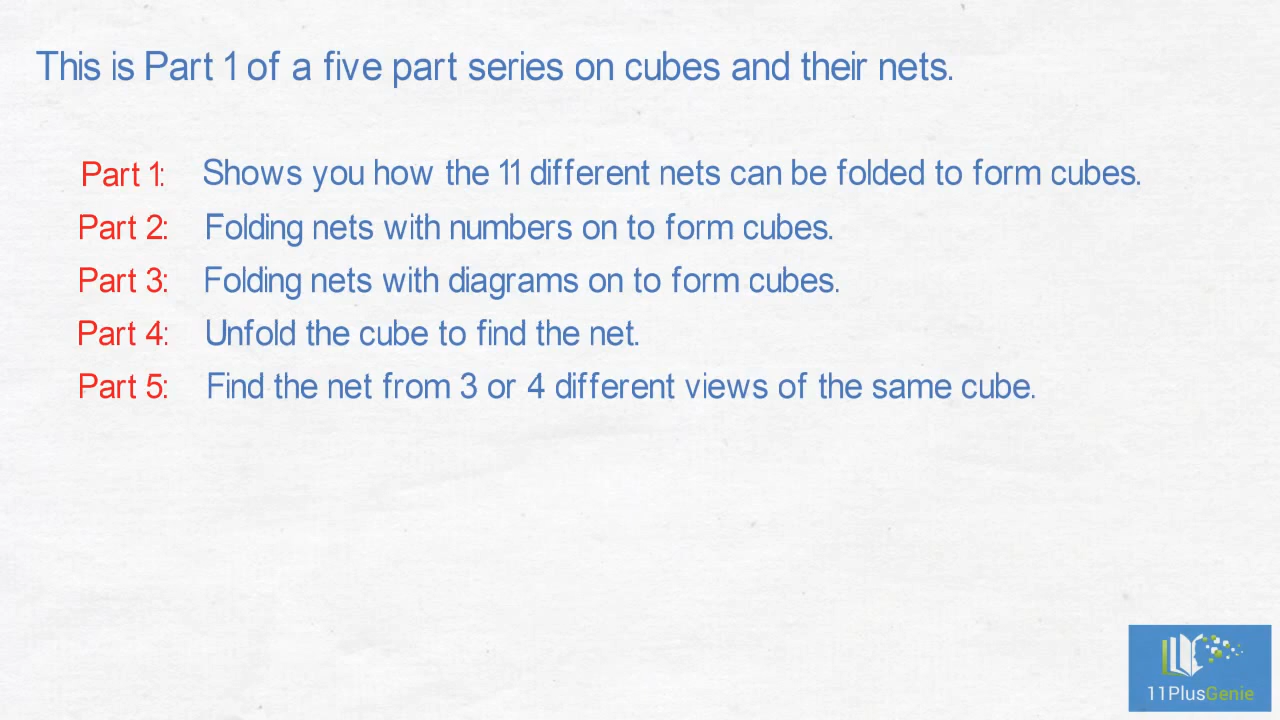 This is Part 1 of a five part series on cubes and their nets.
Part 1: Shows you how the 11 different nets can be folded to form cubes.
Part 2: Folding nets with numbers on to form cubes.
Part 3: Folding nets with diagrams on to form cubes.
Part 4: Unfold the cube to find the net.
Part 5: Find the net from 3 or 4 different views of the same cube.
11PlusGenie